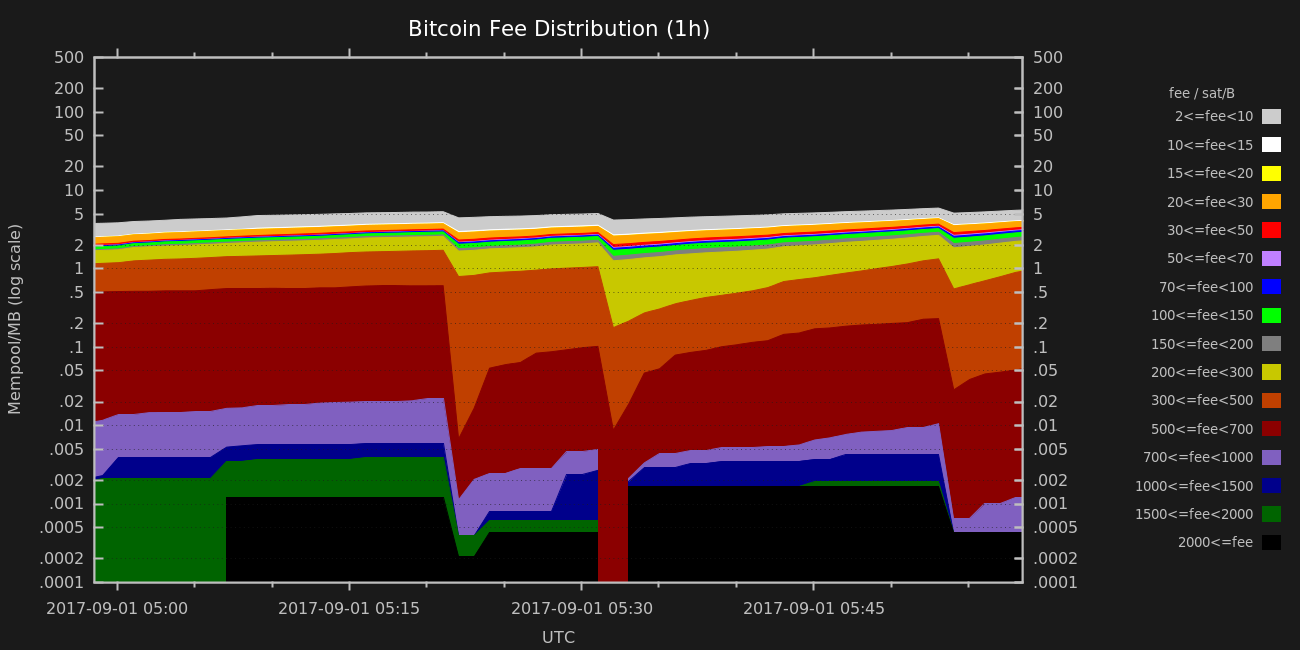 Bitcoin Fee Distribution (1h)
500 500
200 200
100 100
50 50
20 20
10 10
5 5
2 2
1 1
.5 .5
.2 .2
.1 .1
.05 .05
.02 .02
.01 .01
.005 .005
.002 .002
.001 .001
.0005 .0005
.0002 .0002
.0001 .0001
Mempool/MB (log scale)
2017-09-01 05:00 2017-09-01 05:15 2017-09-01 05:30 2017-09-01 05:45
UTC
fee / sat/B
2<=fee<10
10<=fee<15
15<=fee<20
20<=fee<30
30<=fee<50
50<=fee<70
70<=fee<100
100<=fee<150
150<=fee<200
200<=fee<300
300<=fee<500
500<=fee<700
700<=fee<1000
1000<=fee<1500
1500<=fee<2000
2000<=fee